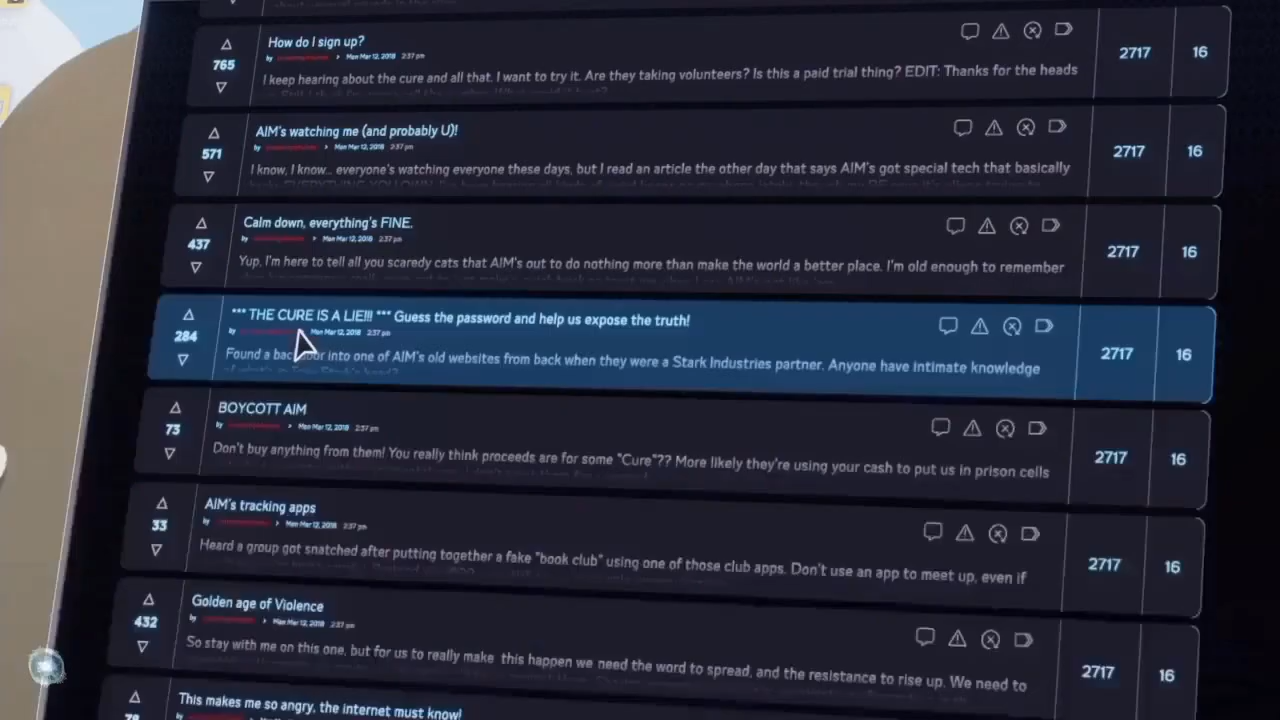 How do I sign up?
765
by
Mon Mar 12, 2018 2:37 pm
I keep hearing about the cure and all that. I want to try it. Are they taking volunteers? Is this a paid trial thing? EDIT: Thanks for the heads
2717
16
AIM's watching me (and probably U)!
571
by
Mon Mar 12, 2018 2:37 pm
I know, I know... everyone's watching everyone these days, but I read an article the other day that says AIM's got special tech that basically
2717
16
Calm down, everything's FINE.
437
by
Mon Mar 12, 2018 2:37 pm
Yup, I'm here to tell all you scaredy cats that AIM's out to do nothing more than make the world a better place. I'm old enough to remember
2717
16
*** THE CURE IS A LIE!!! *** Guess the password and help us expose the truth!
284
by
Mon Mar 12, 2018 2:37 pm
Found a backdoor into one of AIM's old websites from back when they were a Stark Industries partner. Anyone have intimate knowledge
2717
16
BOYCOTT AIM
73
by
Mon Mar 12, 2018 2:37 pm
Don't buy anything from them! You really think proceeds are for some "Cure"?? More likely they're using your cash to put us in prison cells
2717
16
AIM's tracking apps
33
by
Mon Mar 12, 2018 2:37 pm
Heard a group got snatched after putting together a fake "book club" using one of those club apps. Don't use an app to meet up, even if
2717
16
Golden age of Violence
432
by
Mon Mar 12, 2018 2:37 pm
So stay with me on this one, but for us to really make this happen we need the word to spread, and the resistance to rise up. We need to
2717
16
This makes me so angry, the internet must know!